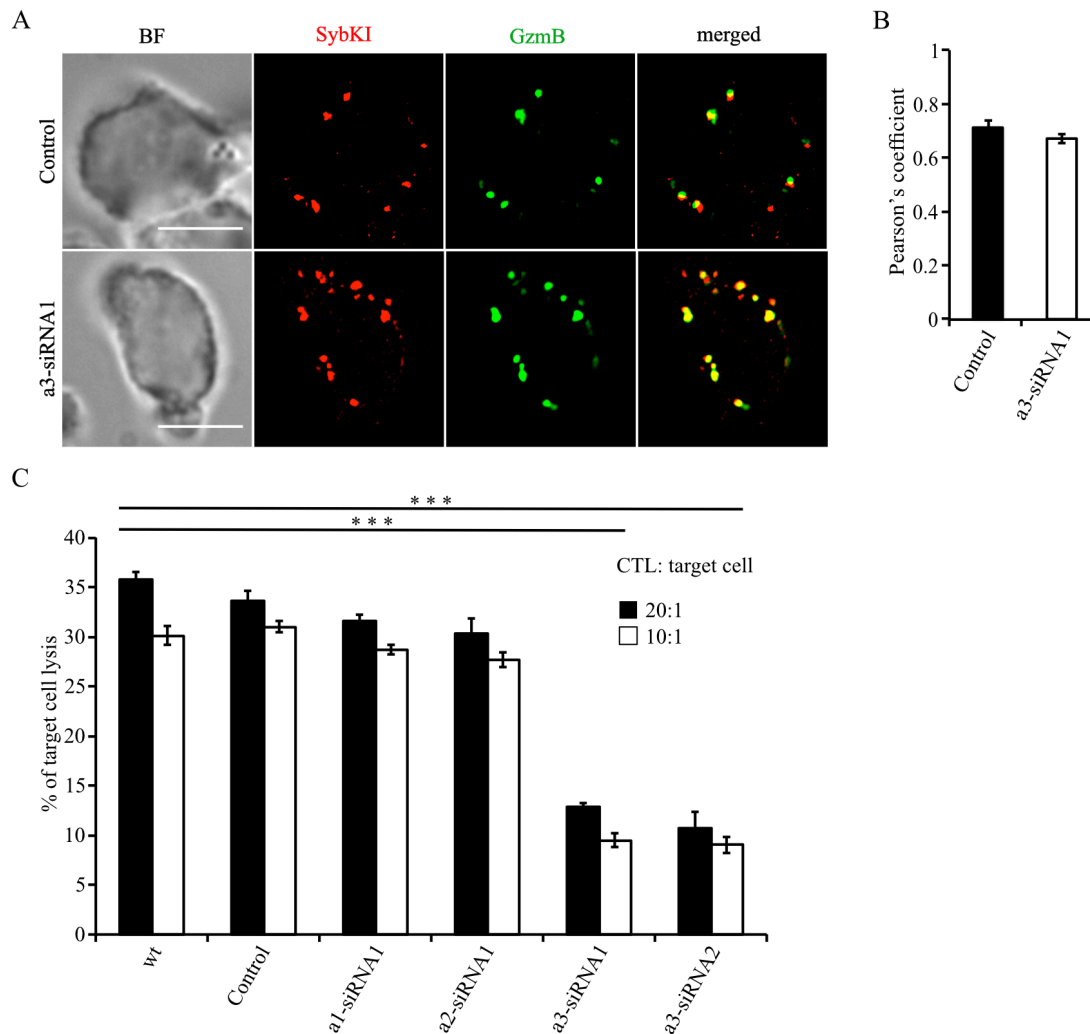 A
BF SybKI GzmB merged
Control
a3-siRNA1
B
Pearson's coefficient
1
0.8
0.6
0.4
0.2
0
Control
a3-siRNA1
C
***
***
% of target cell lysis
40
35
30
25
20
15
10
5
0
CTL: target cell
20:1
10:1
wt
Control
a1-siRNA1
a2-siRNA1
a3-siRNA1
a3-siRNA2